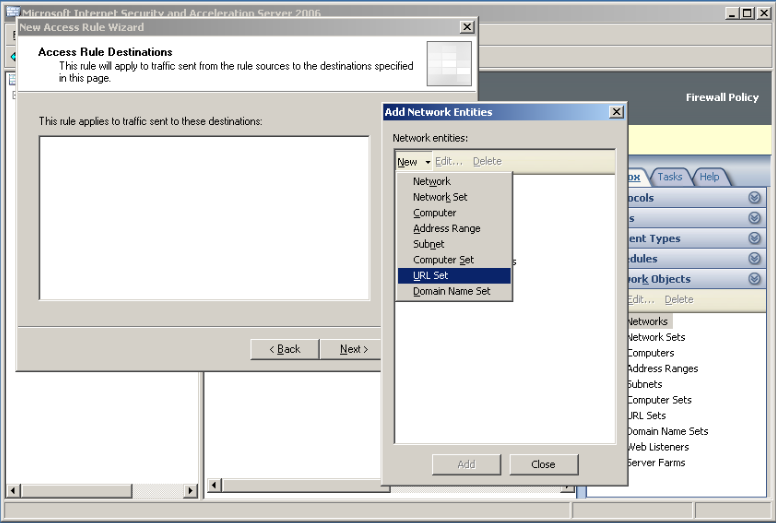 Microsoft Internet Security and Acceleration Server 2006
New Access Rule Wizard
Access Rule Destinations
This rule will apply to traffic sent from the rule sources to the destinations specified
in this page.
This rule applies to traffic sent to these destinations:
< Back
Next >
Add Network Entities
Network entities:
New
Edit...
Delete
Network
Network Set
Computer
Address Range
Subnet
Computer Set
URL Set
Domain Name Set
Add
Close
Firewall Policy
Tasks
Help
ocols
s
ent Types
dules
ork Objects
Edit...
Delete
Networks
Network Sets
Computers
Address Ranges
Subnets
Computer Sets
URL Sets
Domain Name Sets
Web Listeners
Server Farms